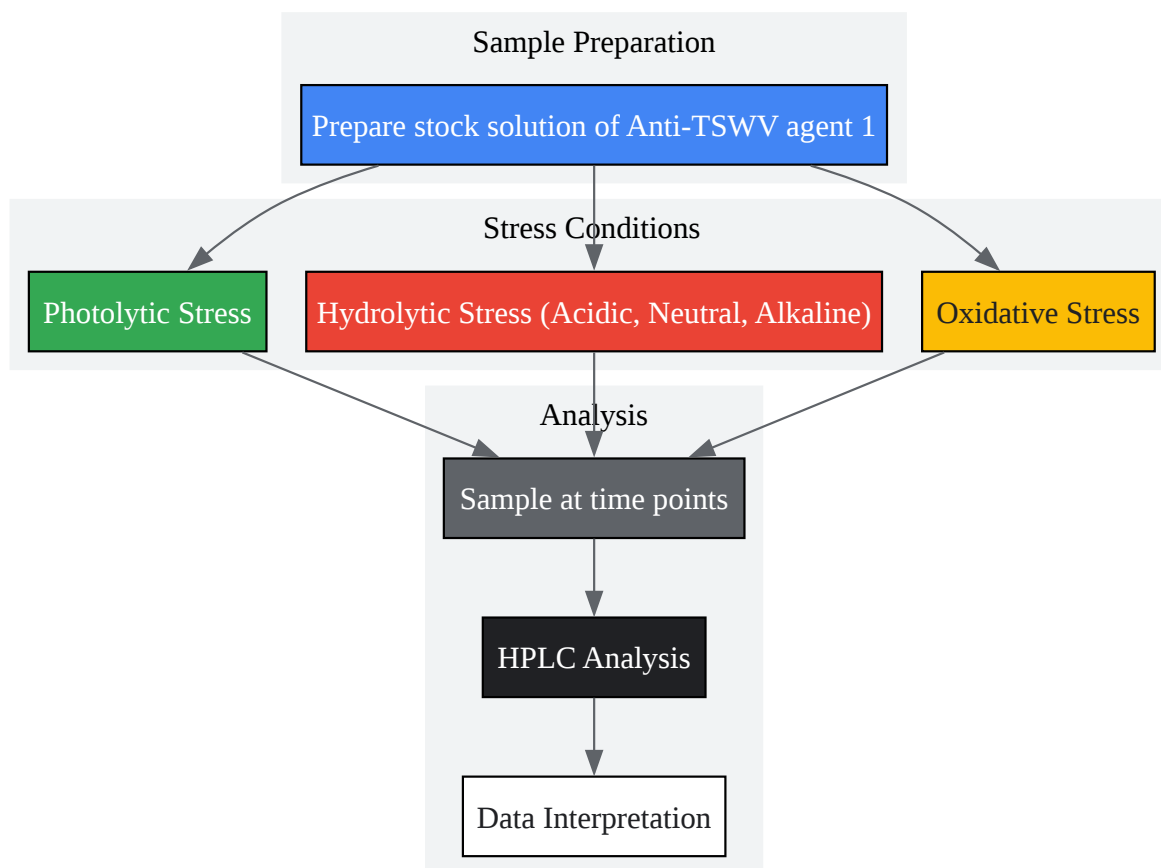 Sample Preparation
Prepare stock solution of Anti-TSWV agent 1
Stress Conditions
Photolytic Stress
Hydrolytic Stress (Acidic, Neutral, Alkaline)
Oxidative Stress
Analysis
Sample at time points
HPLC Analysis
Data Interpretation